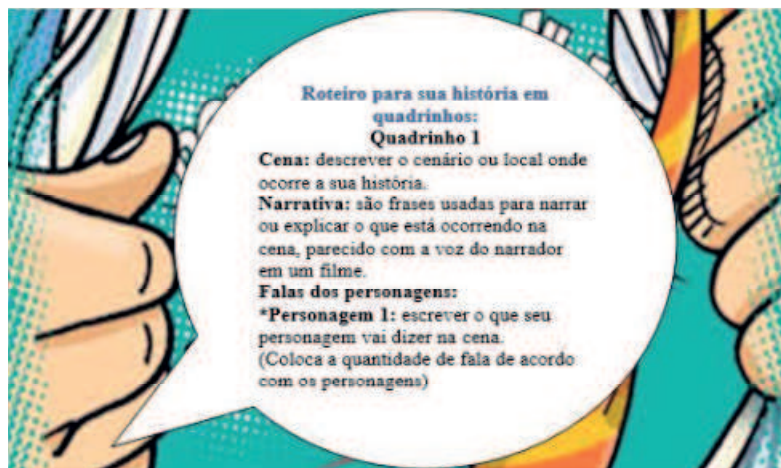 Roteiro para sua história em
quadrinhos:
Quadrinho 1
Cena: descrever o cenário ou local onde
ocorre a sua história.
Narrativa: são frases usadas para narrar
ou explicar o que está ocorrendo na
cena, parecido com a voz do narrador
em um filme.
Falas dos personagens:
*Personagem 1: escrever o que seu
personagem vai dizer na cena.
(Coloca a quantidade de fala de acordo
com os personagens)